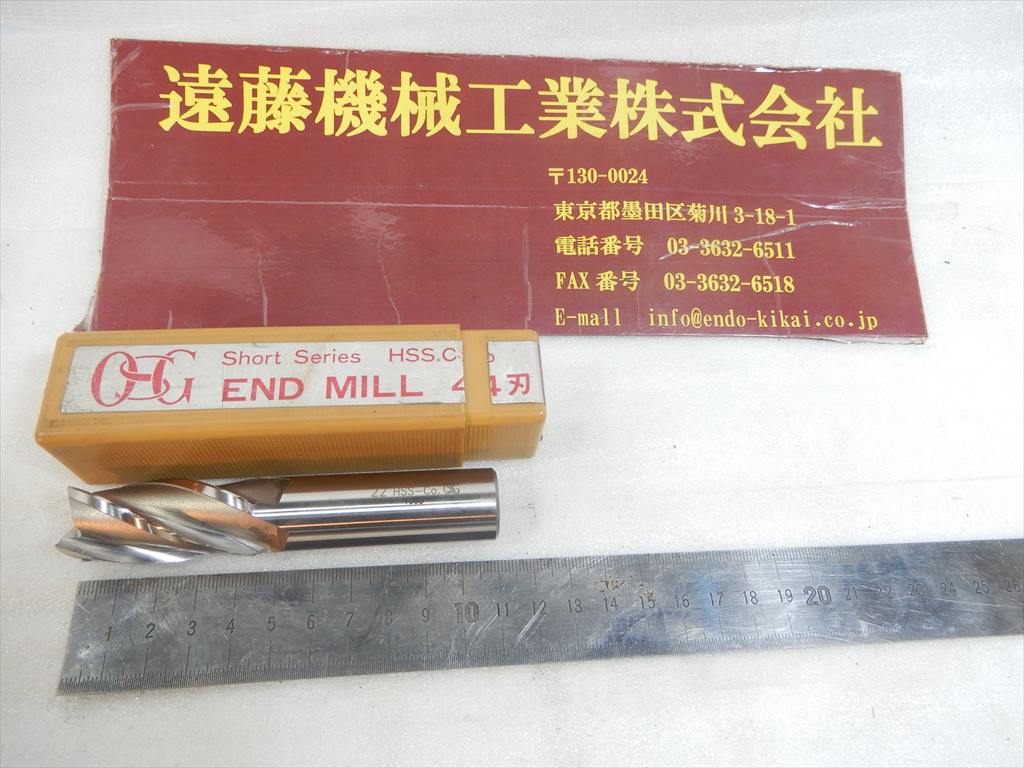 遠藤機械工業株式会社
〒130-0024
東京都墨田区菊川 3-18-1
電話番号 03-3632-6511
FAX 番号 03-3632-6518
E-mall info@endo-kikai.co.jp
OSG Short Series HSS.C
END MILL 4 4 刃
22 HSS-Co. OSG
1 2 3 4 5 6 7 8 9 10 11 12 13 14 15 16 17 18 19 20 21 22 23 24 25 26